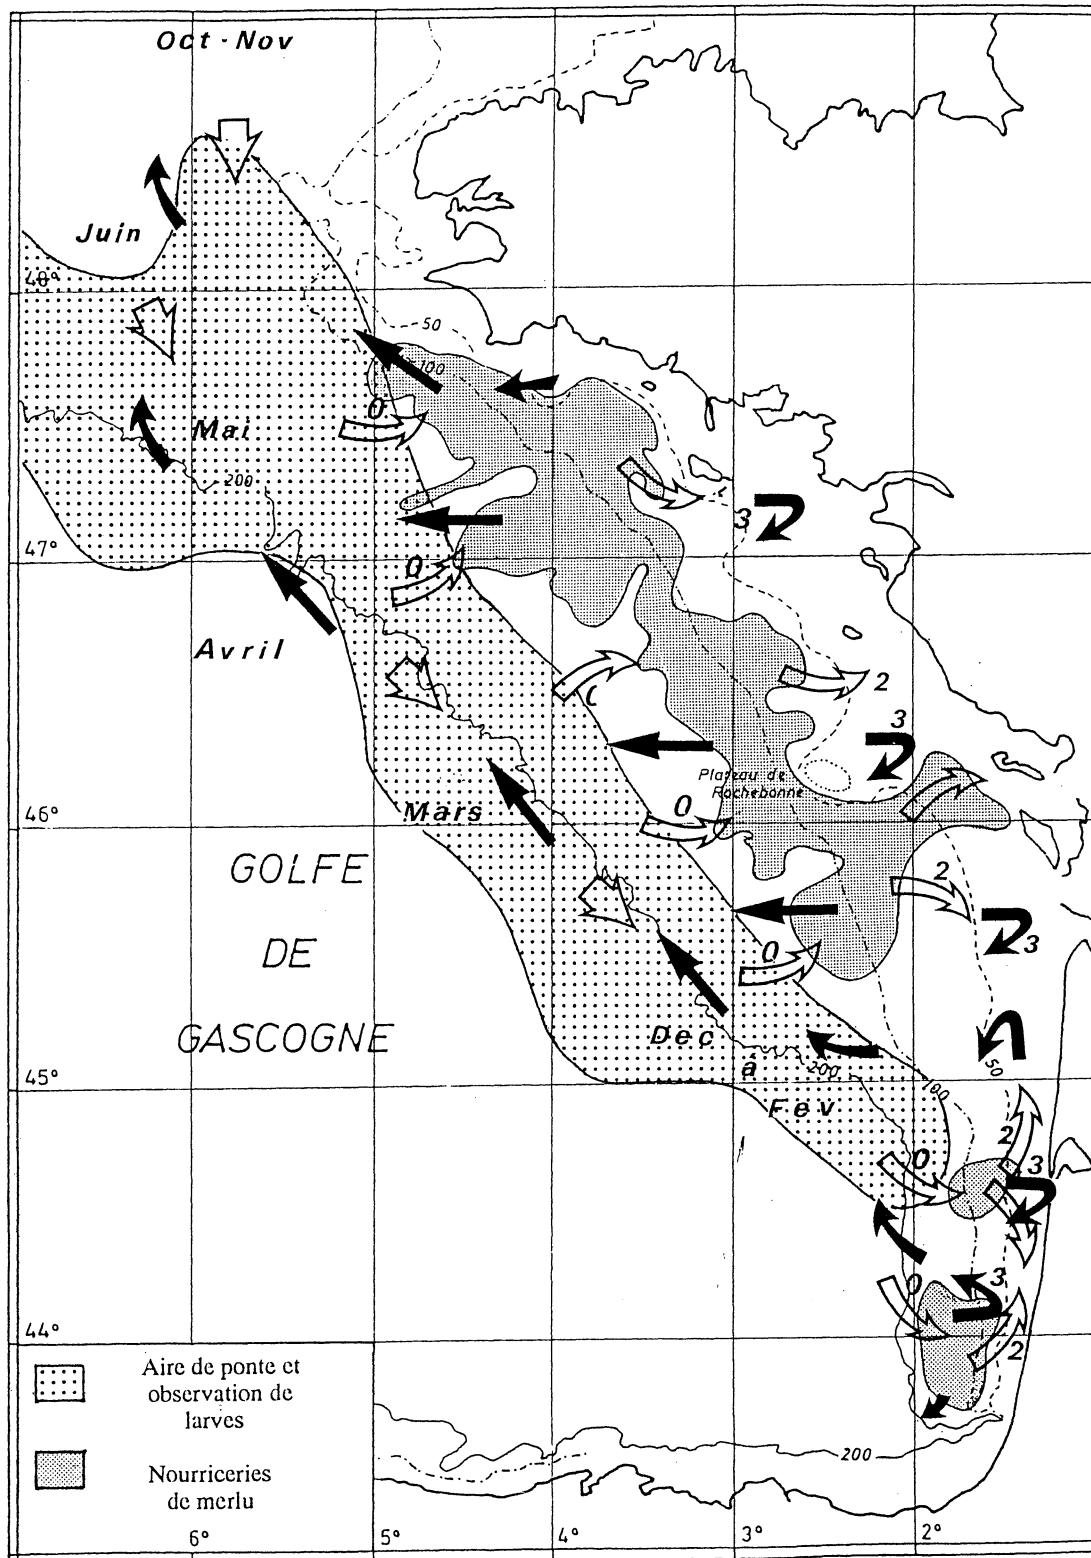 Oct-Nov
Juin
48°
50
100
0
Mai
200
3
47°
0
Avril
2
3
Plateau de
Rochebonne
0
Mars
46°
GOLFE
DE
GASCOGNE
2
3
0
Dec
à
Fev
200
45°
100
50
2
0
3
0
3
2
44°
Aire de ponte et
observation de
larves
Nourriceries
de merlu
200
6°
5°
4°
3°
2°